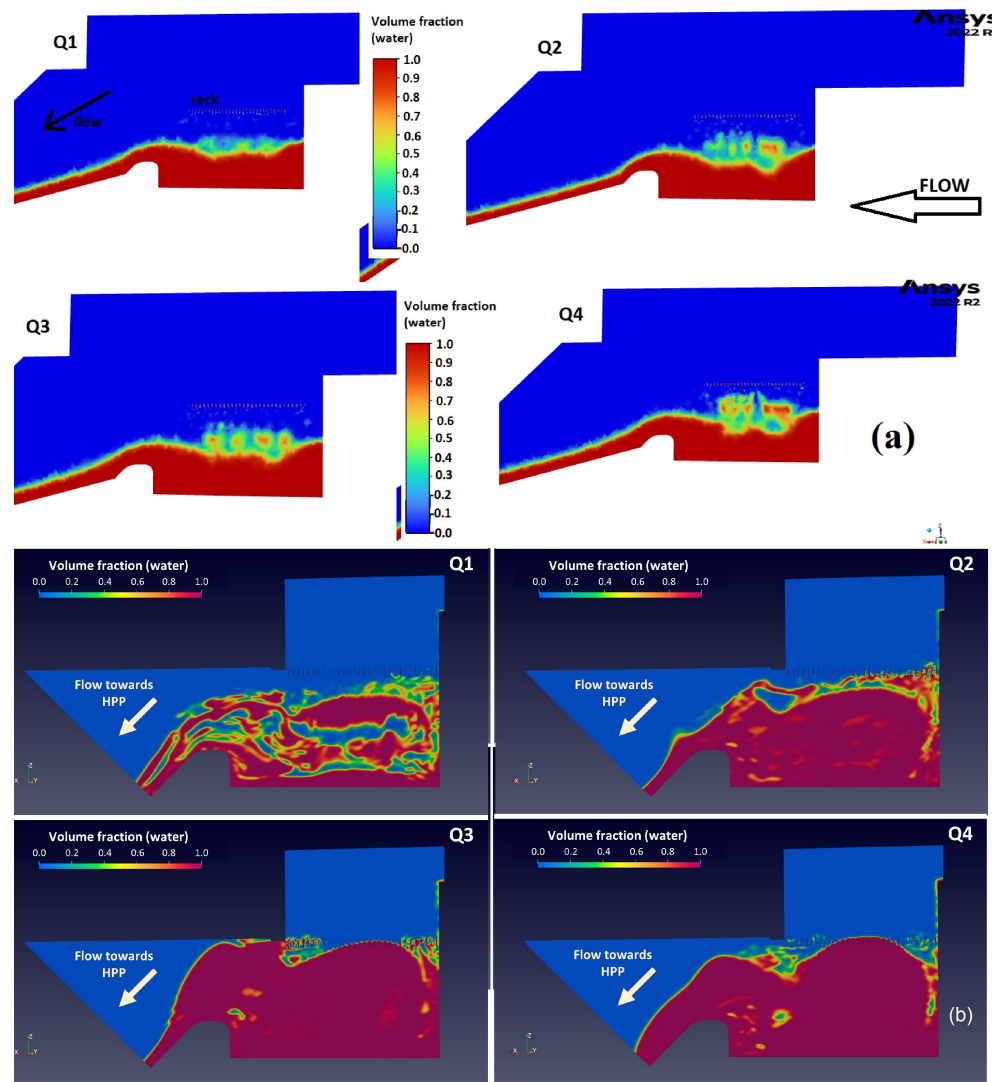 Q1
Volume fraction
(water)
1.0
0.9
0.8
0.7
0.6
0.5
0.4
0.3
0.2
0.1
0.0
rack
flow
Q2
Ansys
2022 R2
FLOW
Q3
Volume fraction
(water)
1.0
0.9
0.8
0.7
0.6
0.5
0.4
0.3
0.2
0.1
0.0
Q4
Ansys
2022 R2
(a)
Z
X
Volume fraction (water)
0.0 0.2 0.4 0.6 0.8 1.0
Q1
Flow towards
HPP
Z
X Y
Volume fraction (water)
0.0 0.2 0.4 0.6 0.8 1.0
Q2
Flow towards
HPP
Z
X Y
Volume fraction (water)
0.0 0.2 0.4 0.6 0.8 1.0
Q3
Flow towards
HPP
Z
X Y
Volume fraction (water)
0.0 0.2 0.4 0.6 0.8 1.0
Q4
Flow towards
HPP
Z
X Y
(b)